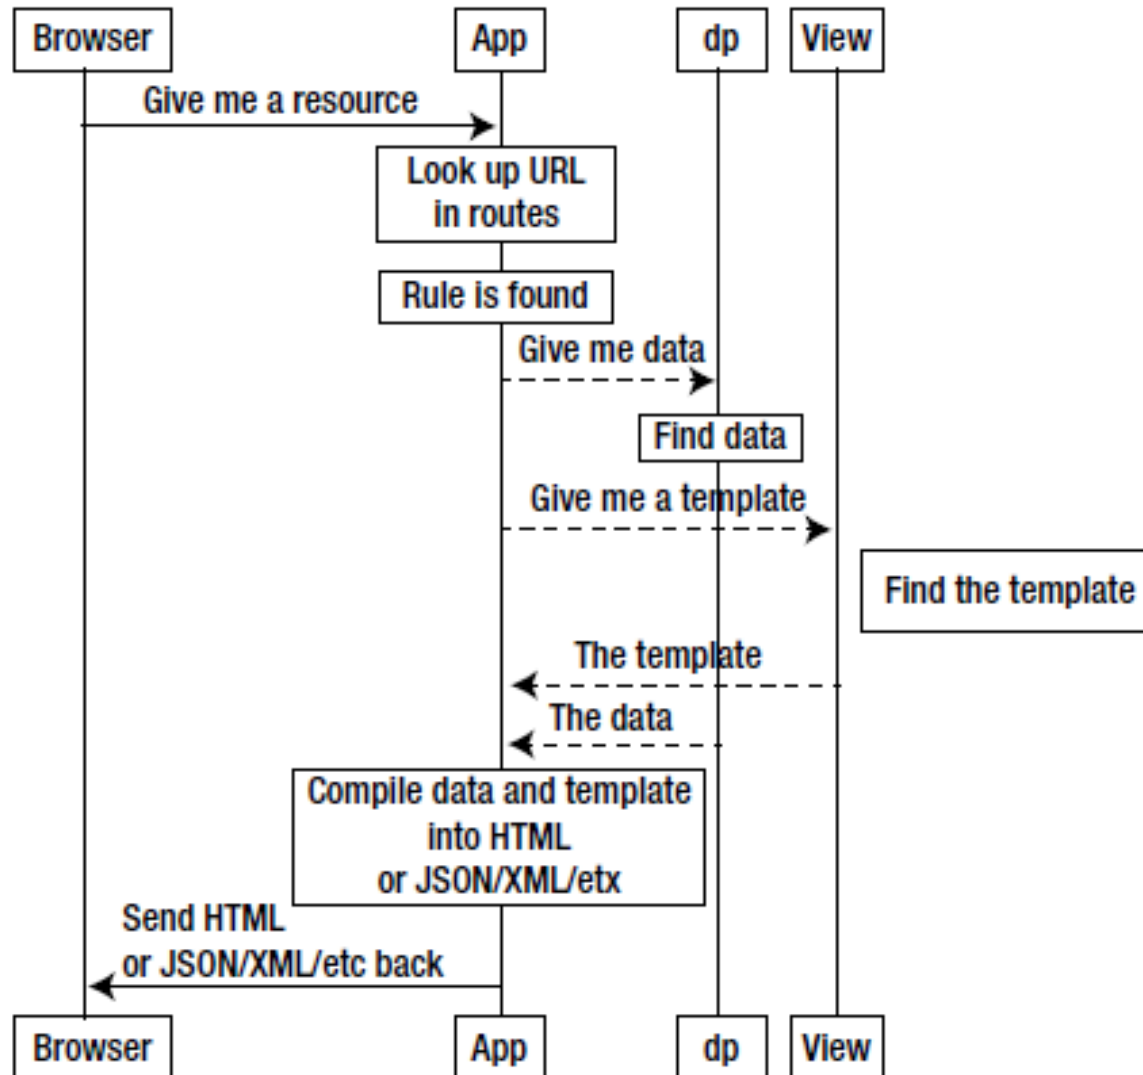 Browser
App
dp
View
Give me a resource
Look up URL
in routes
Rule is found
Give me data
Find data
Give me a template
Find the template
The template
The data
Compile data and template
into HTML
or JSON/XML/etx
Send HTML
or JSON/XML/etc back
Browser
App
dp
View